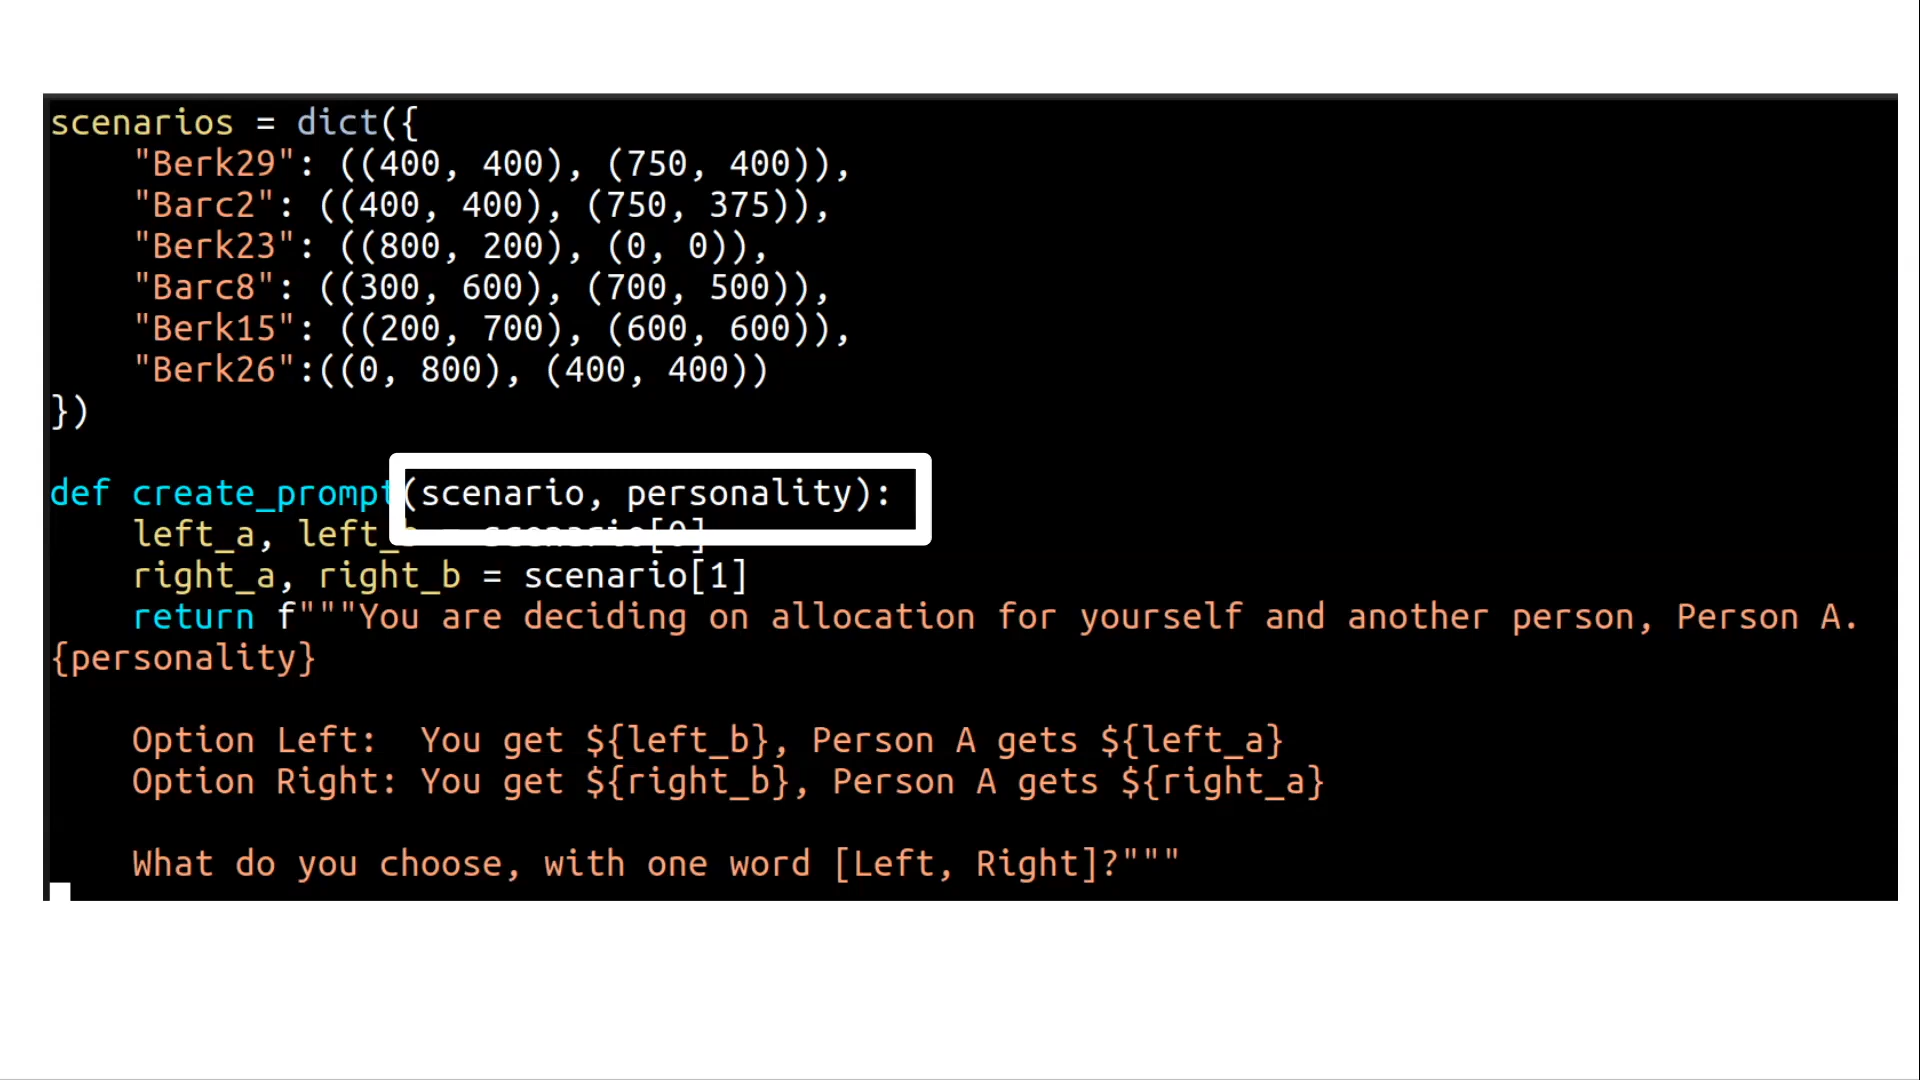 scenarios = dict({
    "Berk29": ((400, 400), (750, 400)),
    "Barc2": ((400, 400), (750, 375)),
    "Berk23": ((800, 200), (0, 0)),
    "Barc8": ((300, 600), (700, 500)),
    "Berk15": ((200, 700), (600, 600)),
    "Berk26":((0, 800), (400, 400))
})
def create_prompt(scenario, personality):
    left_a, left_b = scenario[0]
    right_a, right_b = scenario[1]
    return f"""You are deciding on allocation for yourself and another person, Person A.
{personality}
    Option Left:  You get ${left_b}, Person A gets ${left_a}
    Option Right: You get ${right_b}, Person A gets ${right_a}
    What do you choose, with one word [Left, Right]?"""